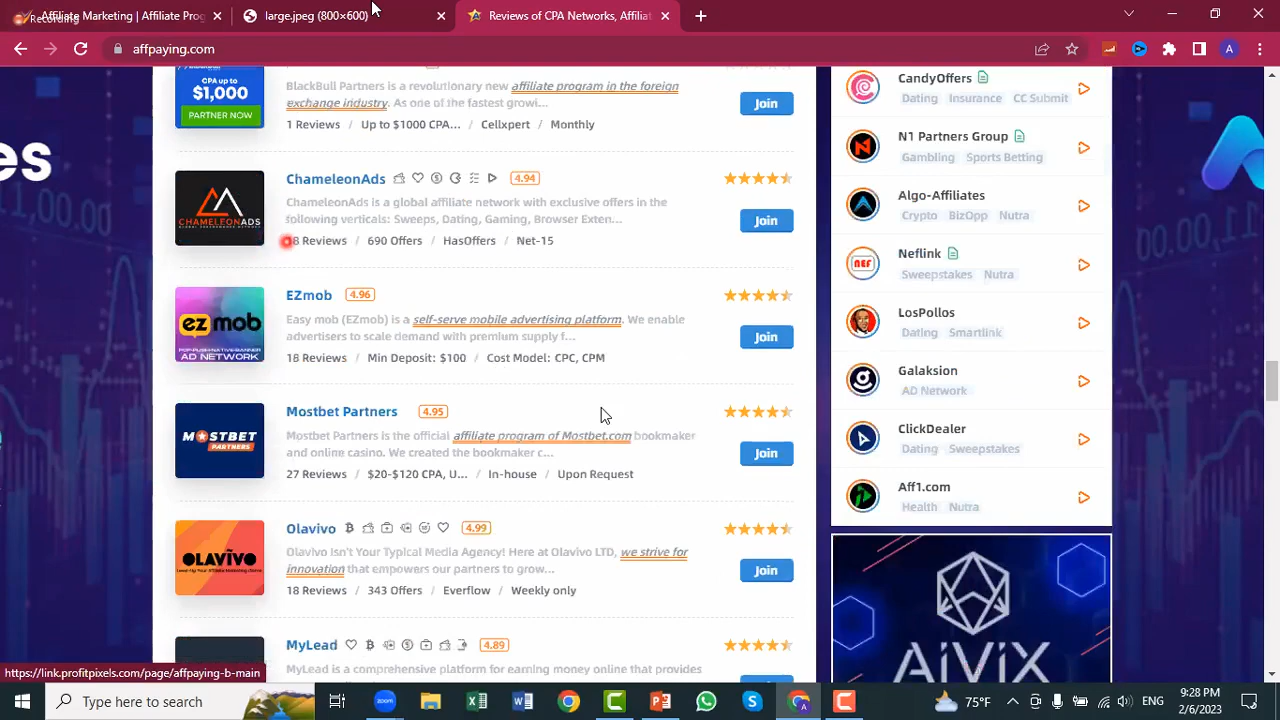 Recording
Affiliate Marketing | Affiliate Prog
large.jpeg (800×600)
Reviews of CPA Networks, Affiliat
affpaying.com
A
CPA up to
$1,000
PARTNER NOW
BlackBull Partners is a revolutionary new affiliate program in the foreign
exchange industry. As one of the fastest growi...
1 Reviews / Up to $1000 CPA... / Cellxpert / Monthly
Join
ChameleonAds 4.94
ChameleonAds is a global affiliate network with exclusive offers in the
following verticals: Sweeps, Dating, Gaming, Browser Exten...
8 Reviews / 690 Offers / HasOffers / Net-15
Join
CHAMELEONADS
EZmob 4.96
Easy mob (EZmob) is a self-serve mobile advertising platform. We enable
advertisers to scale demand with premium supply f...
18 Reviews / Min Deposit: $100 / Cost Model: CPC, CPM
Join
ez mob
POP•PUSH•NATIVE•BANNER
AD NETWORK
Mostbet Partners 4.95
Mostbet Partners is the official affiliate program of Mostbet.com bookmaker
and online casino. We created the bookmaker c...
27 Reviews / $20-$120 CPA, U... / In-house / Upon Request
Join
MOSTBET
PARTNERS
Olavivo 4.99
Olavivo Isn't Your Typical Media Agency! Here at Olavivo LTD, we strive for
innovation that empowers our partners to grow...
18 Reviews / 343 Offers / Everflow / Weekly only
Join
OLAVIVO
MyLead 4.89
MyLead is a comprehensive platform for earning money online that provides
CandyOffers
Dating Insurance CC Submit
N1 Partners Group
Gambling Sports Betting
Algo-Affiliates
Crypto BizOpp Nutra
Neflink
Sweepstakes Nutra
NEF
LosPollos
Dating Smartlink
Galaksion
AD Network
ClickDealer
Dating Sweepstakes
Aff1.com
Health Nutra
AIVIX
es
https://link.profitpixels.com/page/affpaying-b-main
Type here to search
zoom
75°F
ENG
9:28 PM
2/6/2023